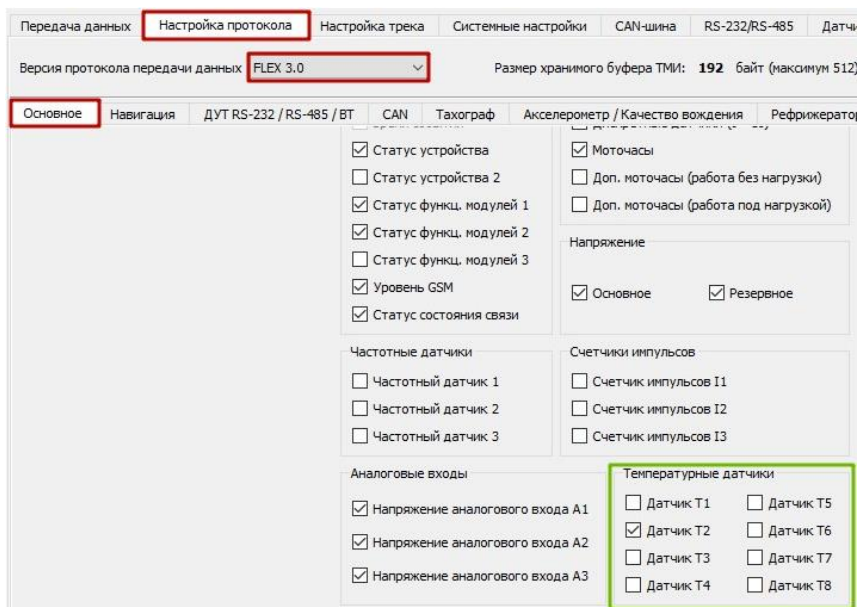 Передача данных Настройка протокола Настройка трека Системные настройки CAN-шина RS-232/RS-485 Датчи
Версия протокола передачи данных FLEX 3.0 Размер хранимого буфера ТМИ: 192 байт (максимум 512)
Основное Навигация ДУТ RS-232 / RS-485 / BT CAN Тахограф Акселерометр / Качество вождения Рефрижератор
Статус устройства
Статус устройства 2
Статус функц. модулей 1
Статус функц. модулей 2
Статус функц. модулей 3
Уровень GSM
Статус состояния связи
Моточасы
Доп. моточасы (работа без нагрузки)
Доп. моточасы (работа под нагрузкой)
Напряжение
Основное Резервное
Частотные датчики
Частотный датчик 1
Частотный датчик 2
Частотный датчик 3
Счетчики импульсов
Счетчик импульсов I1
Счетчик импульсов I2
Счетчик импульсов I3
Аналоговые входы
Напряжение аналогового входа A1
Напряжение аналогового входа A2
Напряжение аналогового входа A3
Температурные датчики
Датчик T1 Датчик T5
Датчик T2 Датчик T6
Датчик T3 Датчик T7
Датчик T4 Датчик T8